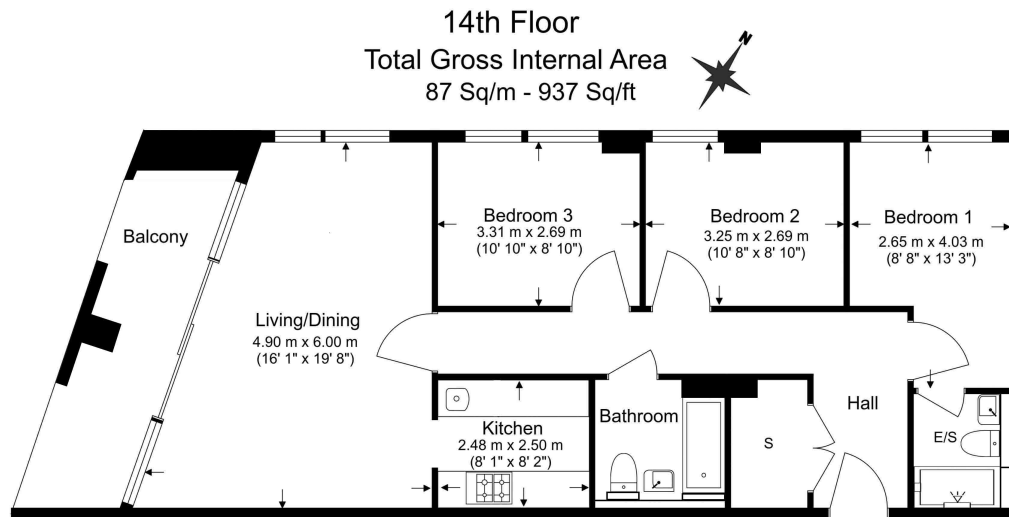 14th Floor
Total Gross Internal Area
87 Sq/m - 937 Sq/ft
N
Balcony
Living/Dining
4.90 m x 6.00 m
(16' 1" x 19' 8")
Bedroom 3
3.31 m x 2.69 m
(10' 10" x 8' 10")
Bedroom 2
3.25 m x 2.69 m
(10' 8" x 8' 10")
Bedroom 1
2.65 m x 4.03 m
(8' 8" x 13' 3")
Kitchen
2.48 m x 2.50 m
(8' 1" x 8' 2")
Bathroom
S
Hall
E/S